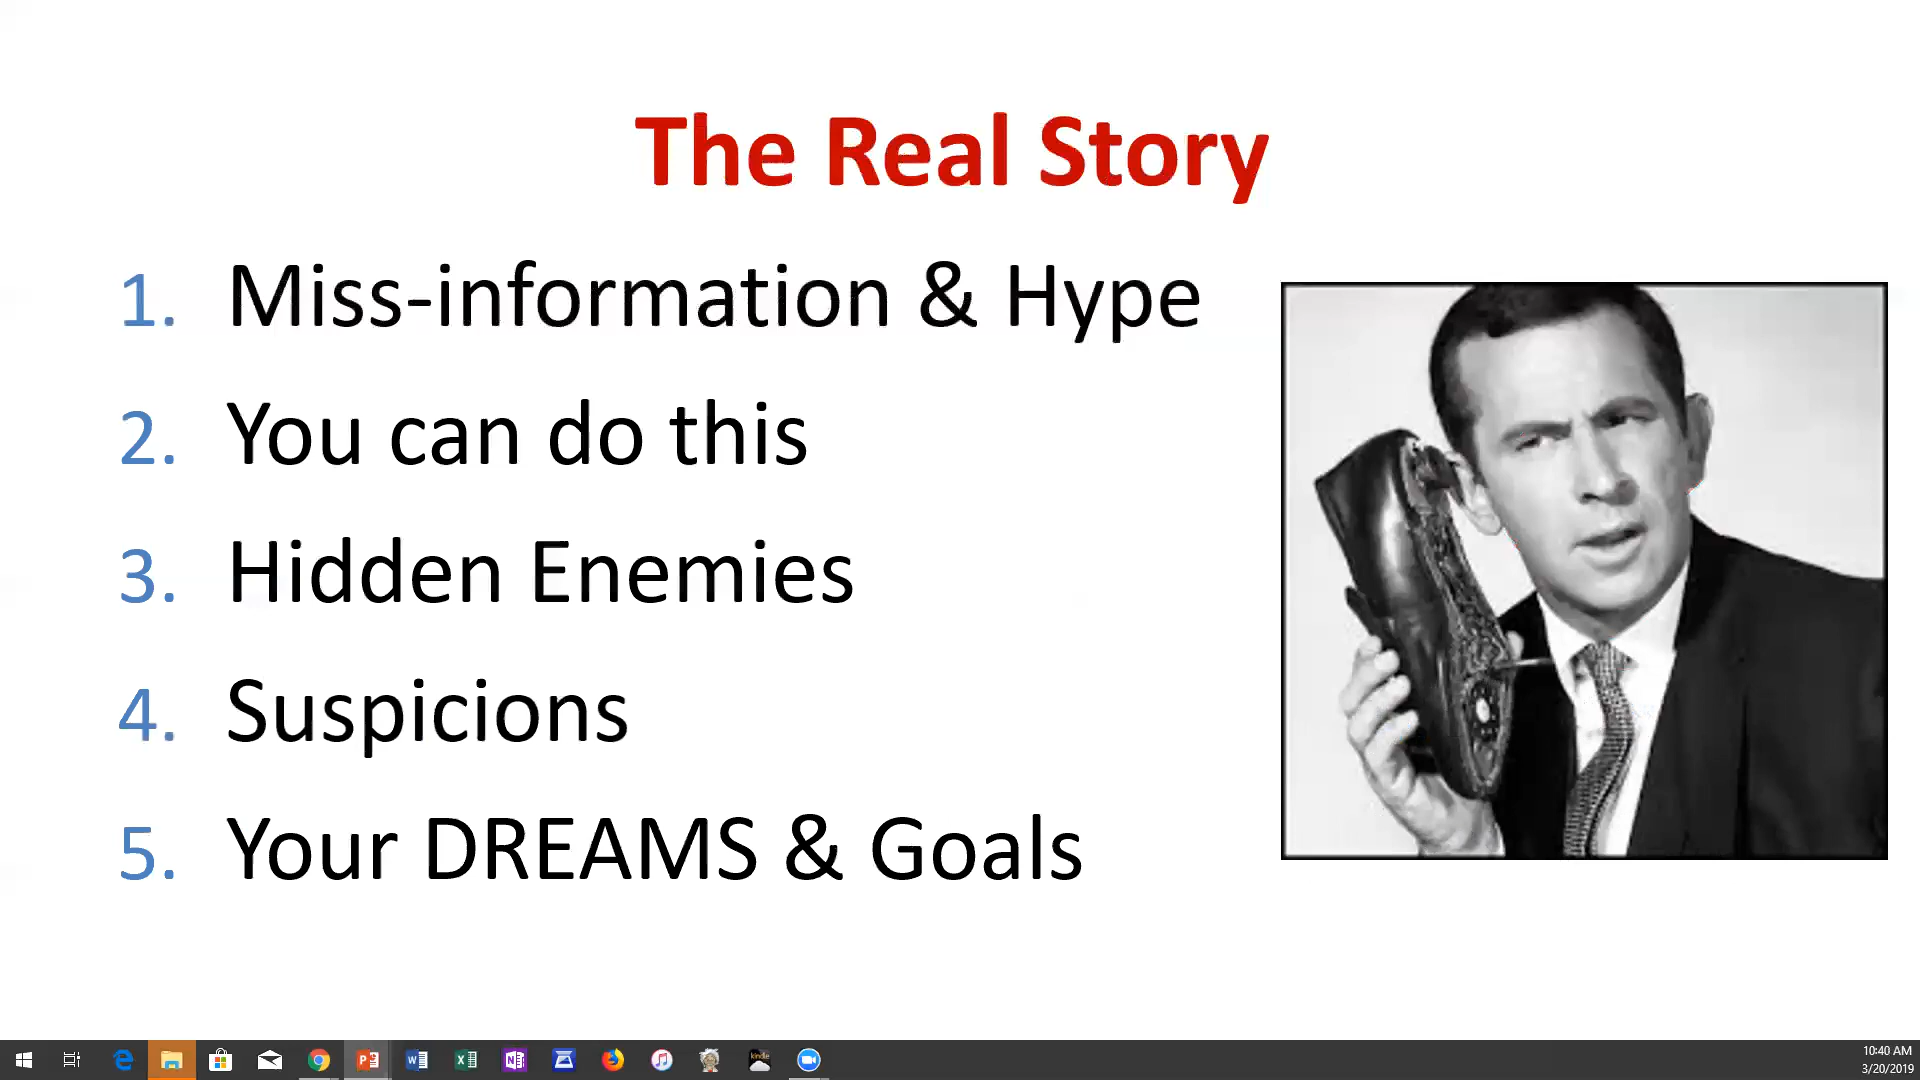 The Real Story
1. Miss-information & Hype
2. You can do this
3. Hidden Enemies
4. Suspicions
5. Your DREAMS & Goals
kindle
10:40 AM
3/20/2019